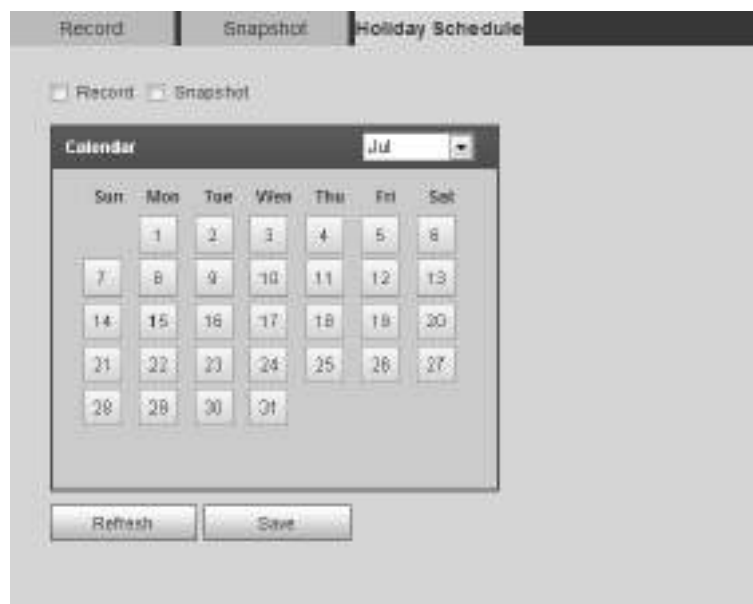 Record Snapshot Holiday Schedule
Record Snapshot
Calendar Jul
Sun Mon Tue Wen Thu Fri Sat
1 2 3 4 5 6
7 8 9 10 11 12 13
14 15 16 17 18 19 20
21 22 23 24 25 26 27
28 29 30 31
Refresh Save